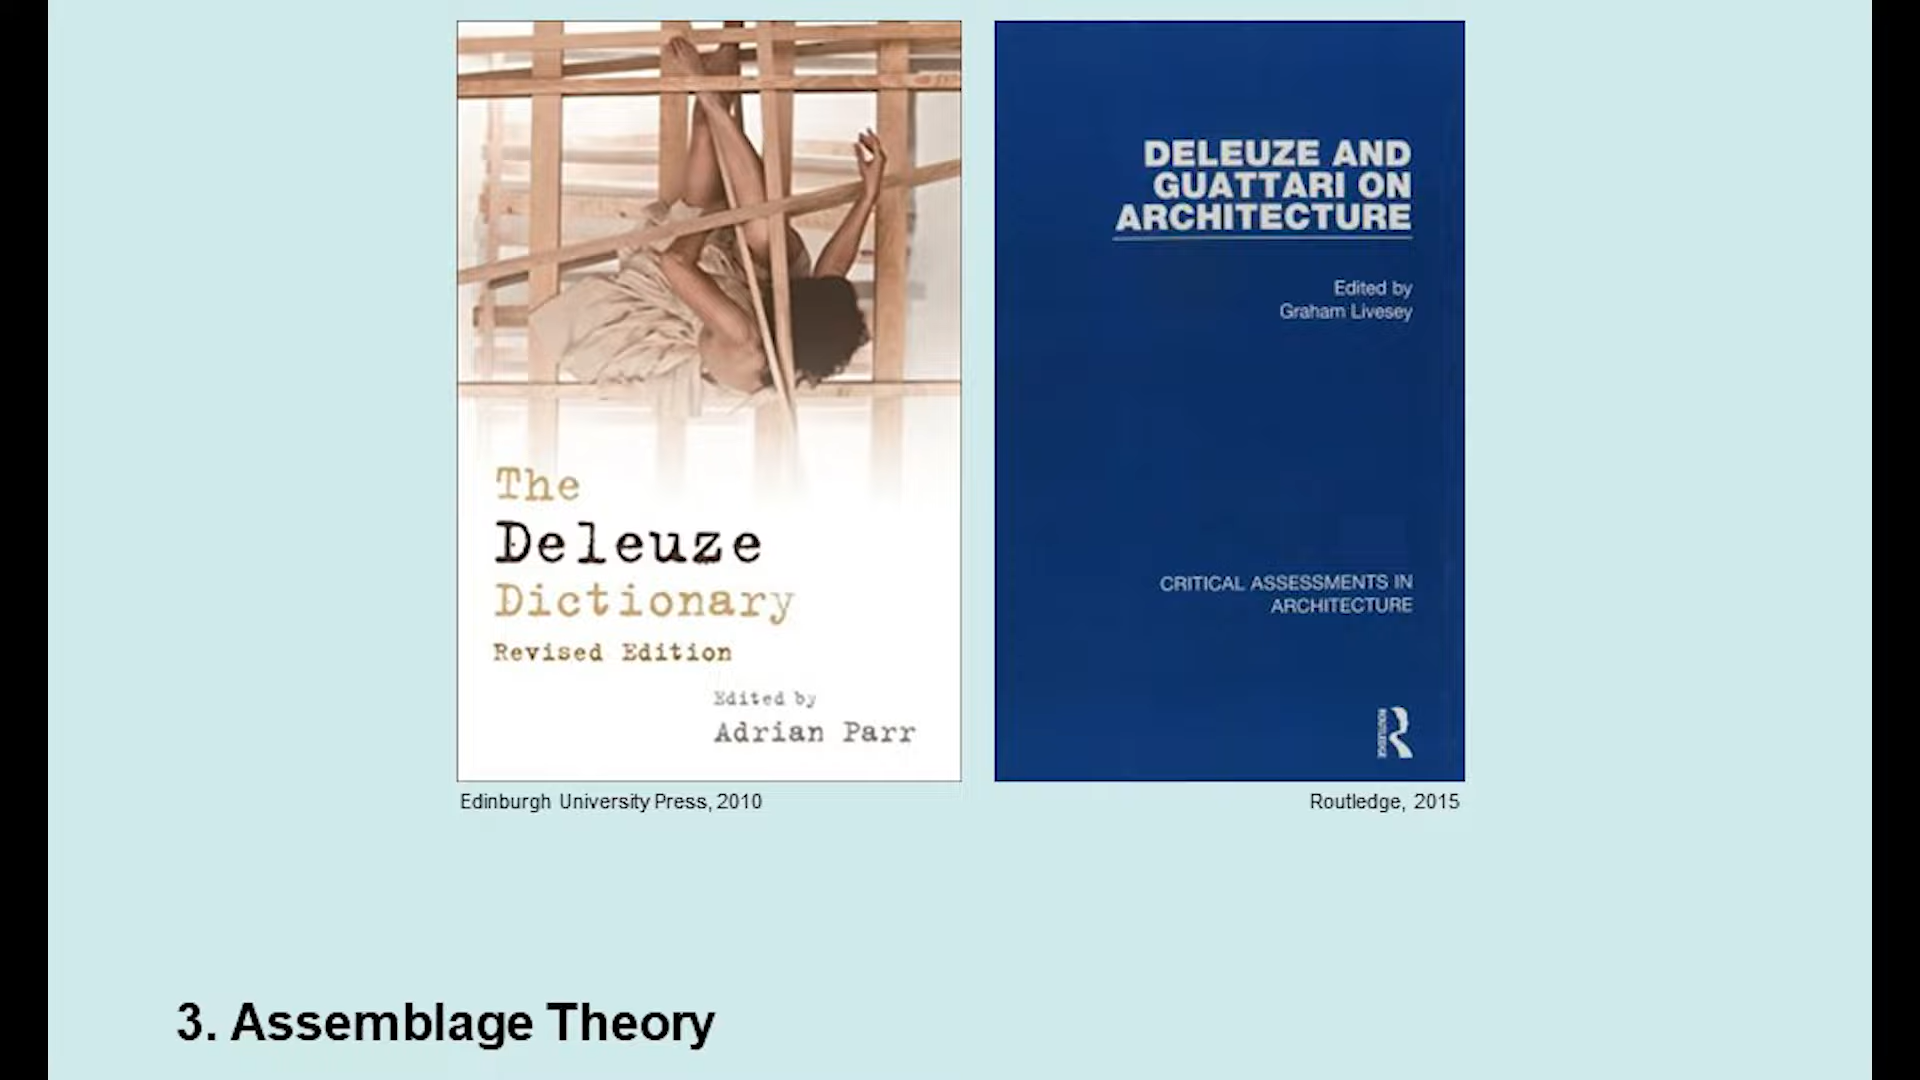 The
Deleuze
Dictionary
Revised Edition
Edited by
Adrian Parr
Edinburgh University Press, 2010
DELEUZE AND
GUATTARI ON
ARCHITECTURE
Edited by
Graham Livesey
CRITICAL ASSESSMENTS IN
ARCHITECTURE
ROUTLEDGE
Routledge, 2015
3. Assemblage Theory